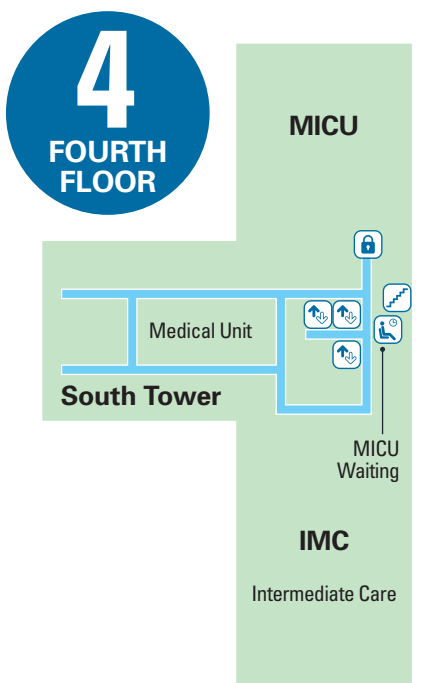 4
FOURTH
FLOOR
MICU
Medical Unit
South Tower
MICU
Waiting
IMC
Intermediate Care